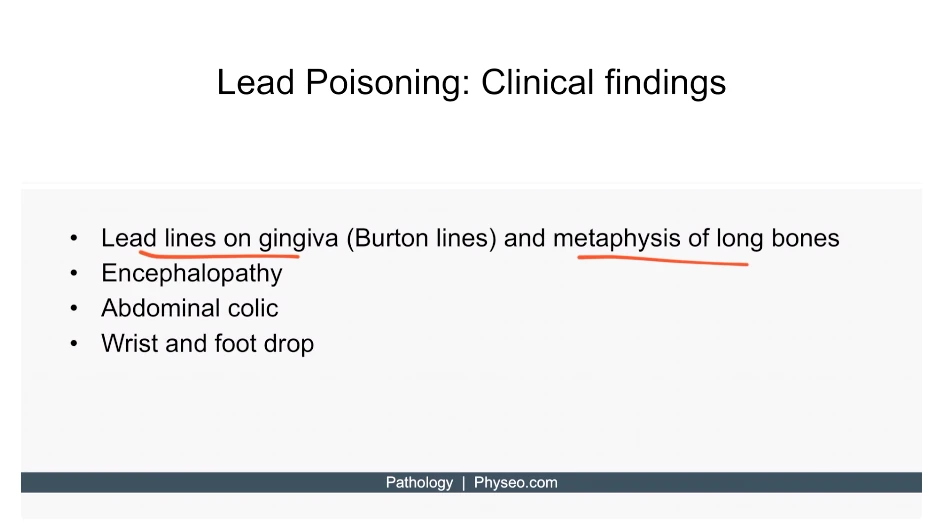 Lead Poisoning: Clinical findings
• Lead lines on gingiva (Burton lines) and metaphysis of long bones
• Encephalopathy
• Abdominal colic
• Wrist and foot drop
Pathology | Physeo.com